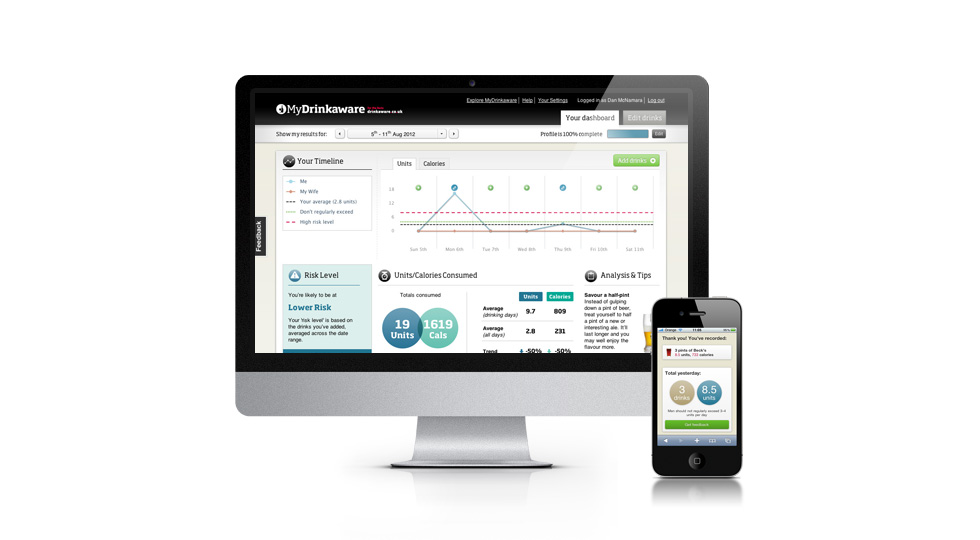 Explore MyDrinkaware | Help | Your Settings Logged in as Dan McNamara | Log out
MyDrinkaware drinkaware.co.uk
Your dashboard Edit drinks
Show my results for: 5th - 11th Aug 2012 Profile is 100% complete Edit
Your Timeline
Units Calories
Add drinks
Me
My Wife
Your average (2.8 units)
Don't regularly exceed
High risk level
18
12
6
0
Sun 5th Mon 6th Tue 7th Wed 8th Thu 9th Fri 10th Sat 11th
Feedback
Risk Level
You're likely to be at
Lower Risk
Your 'risk level' is based
on the drinks you've added,
averaged across the date
range.
Units/Calories Consumed
Totals consumed
19
Units
1619
Cals
Units Calories
Average
(drinking days)
9.7 809
Average
(all days)
2.8 231
Trend -50% -50%
Analysis & Tips
Savour a half-pint
Instead of gulping
down a pint of beer,
treat yourself to half
a pint of a new or
interesting ale. It'll
last longer and you
may well enjoy the
flavour more.
Orange
Thank you! You've recorded:
3 pints of Beck's
8.5 units, calories
Total yesterday:
3
drinks
8.5
units
Men should not regularly exceed 3-4
units per day
Get feedback